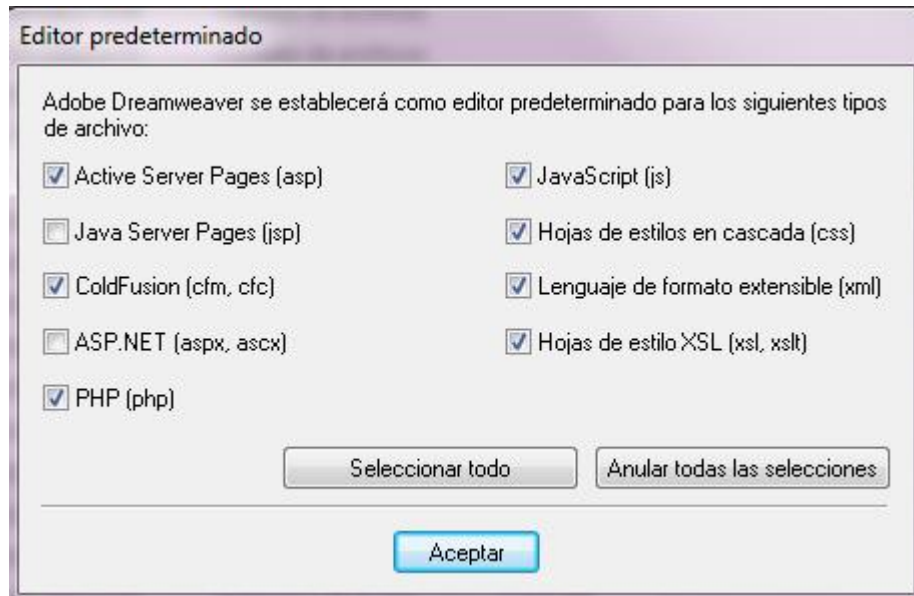 Editor predeterminado
Adobe Dreamweaver se establecerá como editor predeterminado para los siguientes tipos
de archivo:
Active Server Pages (asp)
Java Server Pages (jsp)
ColdFusion (cfm, cfc)
ASP.NET (aspx, ascx)
PHP (php)
JavaScript (js)
Hojas de estilos en cascada (css)
Lenguaje de formato extensible (xml)
Hojas de estilo XSL (xsl, xslt)
Seleccionar todo
Anular todas las selecciones
Aceptar